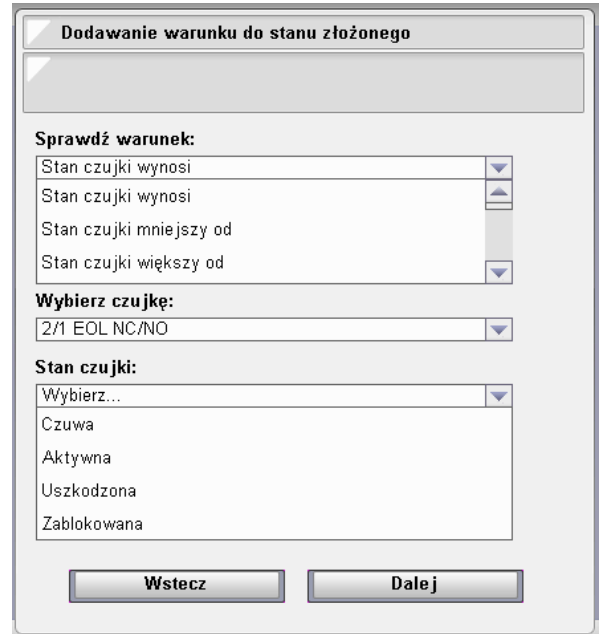 Dodawanie warunku do stanu złożonego
Sprawdź warunek:
Stan czujki wynosi
Stan czujki wynosi
Stan czujki mniejszy od
Stan czujki większy od
Wybierz czujkę:
2/1 EOL NC/NO
Stan czujki:
Wybierz...
Czuwa
Aktywna
Uszkodzona
Zablokowana
Wstecz Dalej